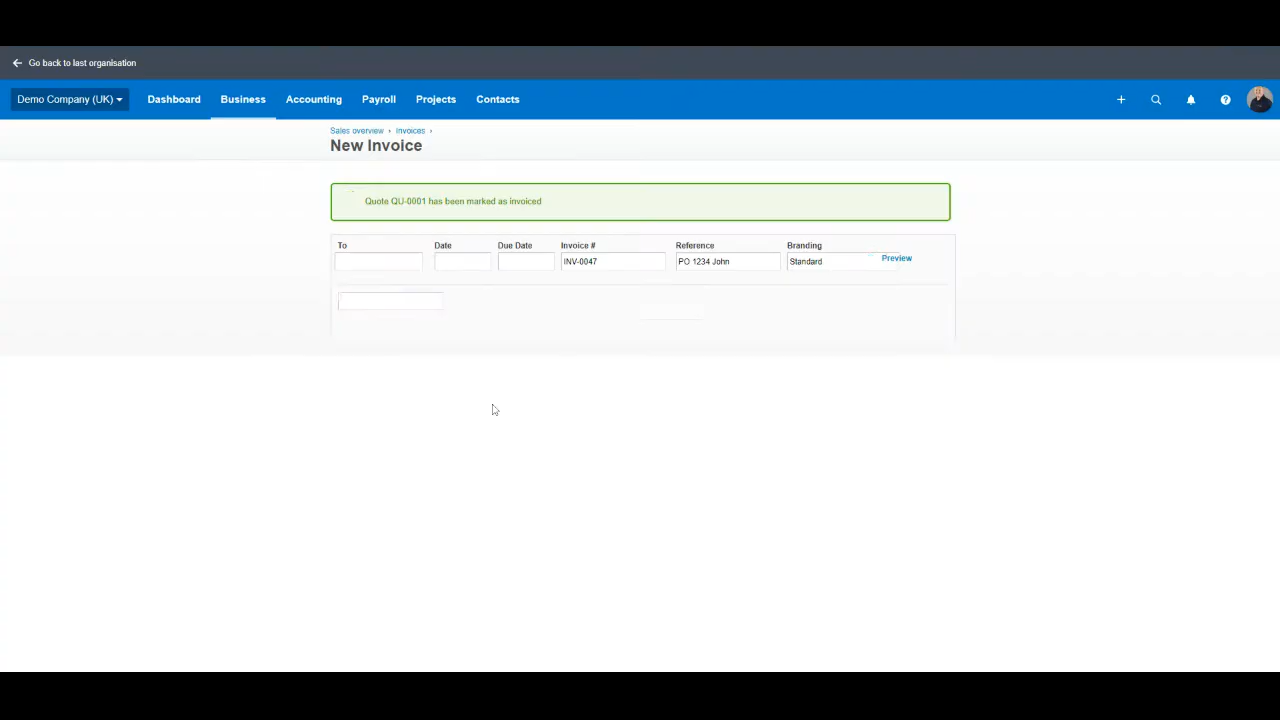 Go back to last organisation
Demo Company (UK) Dashboard Business Accounting Payroll Projects Contacts
Sales overview › Invoices ›
New Invoice
Quote QU-0001 has been marked as invoiced
To Date Due Date Invoice # Reference Branding
INV-0047 PO 1234 John Standard Preview